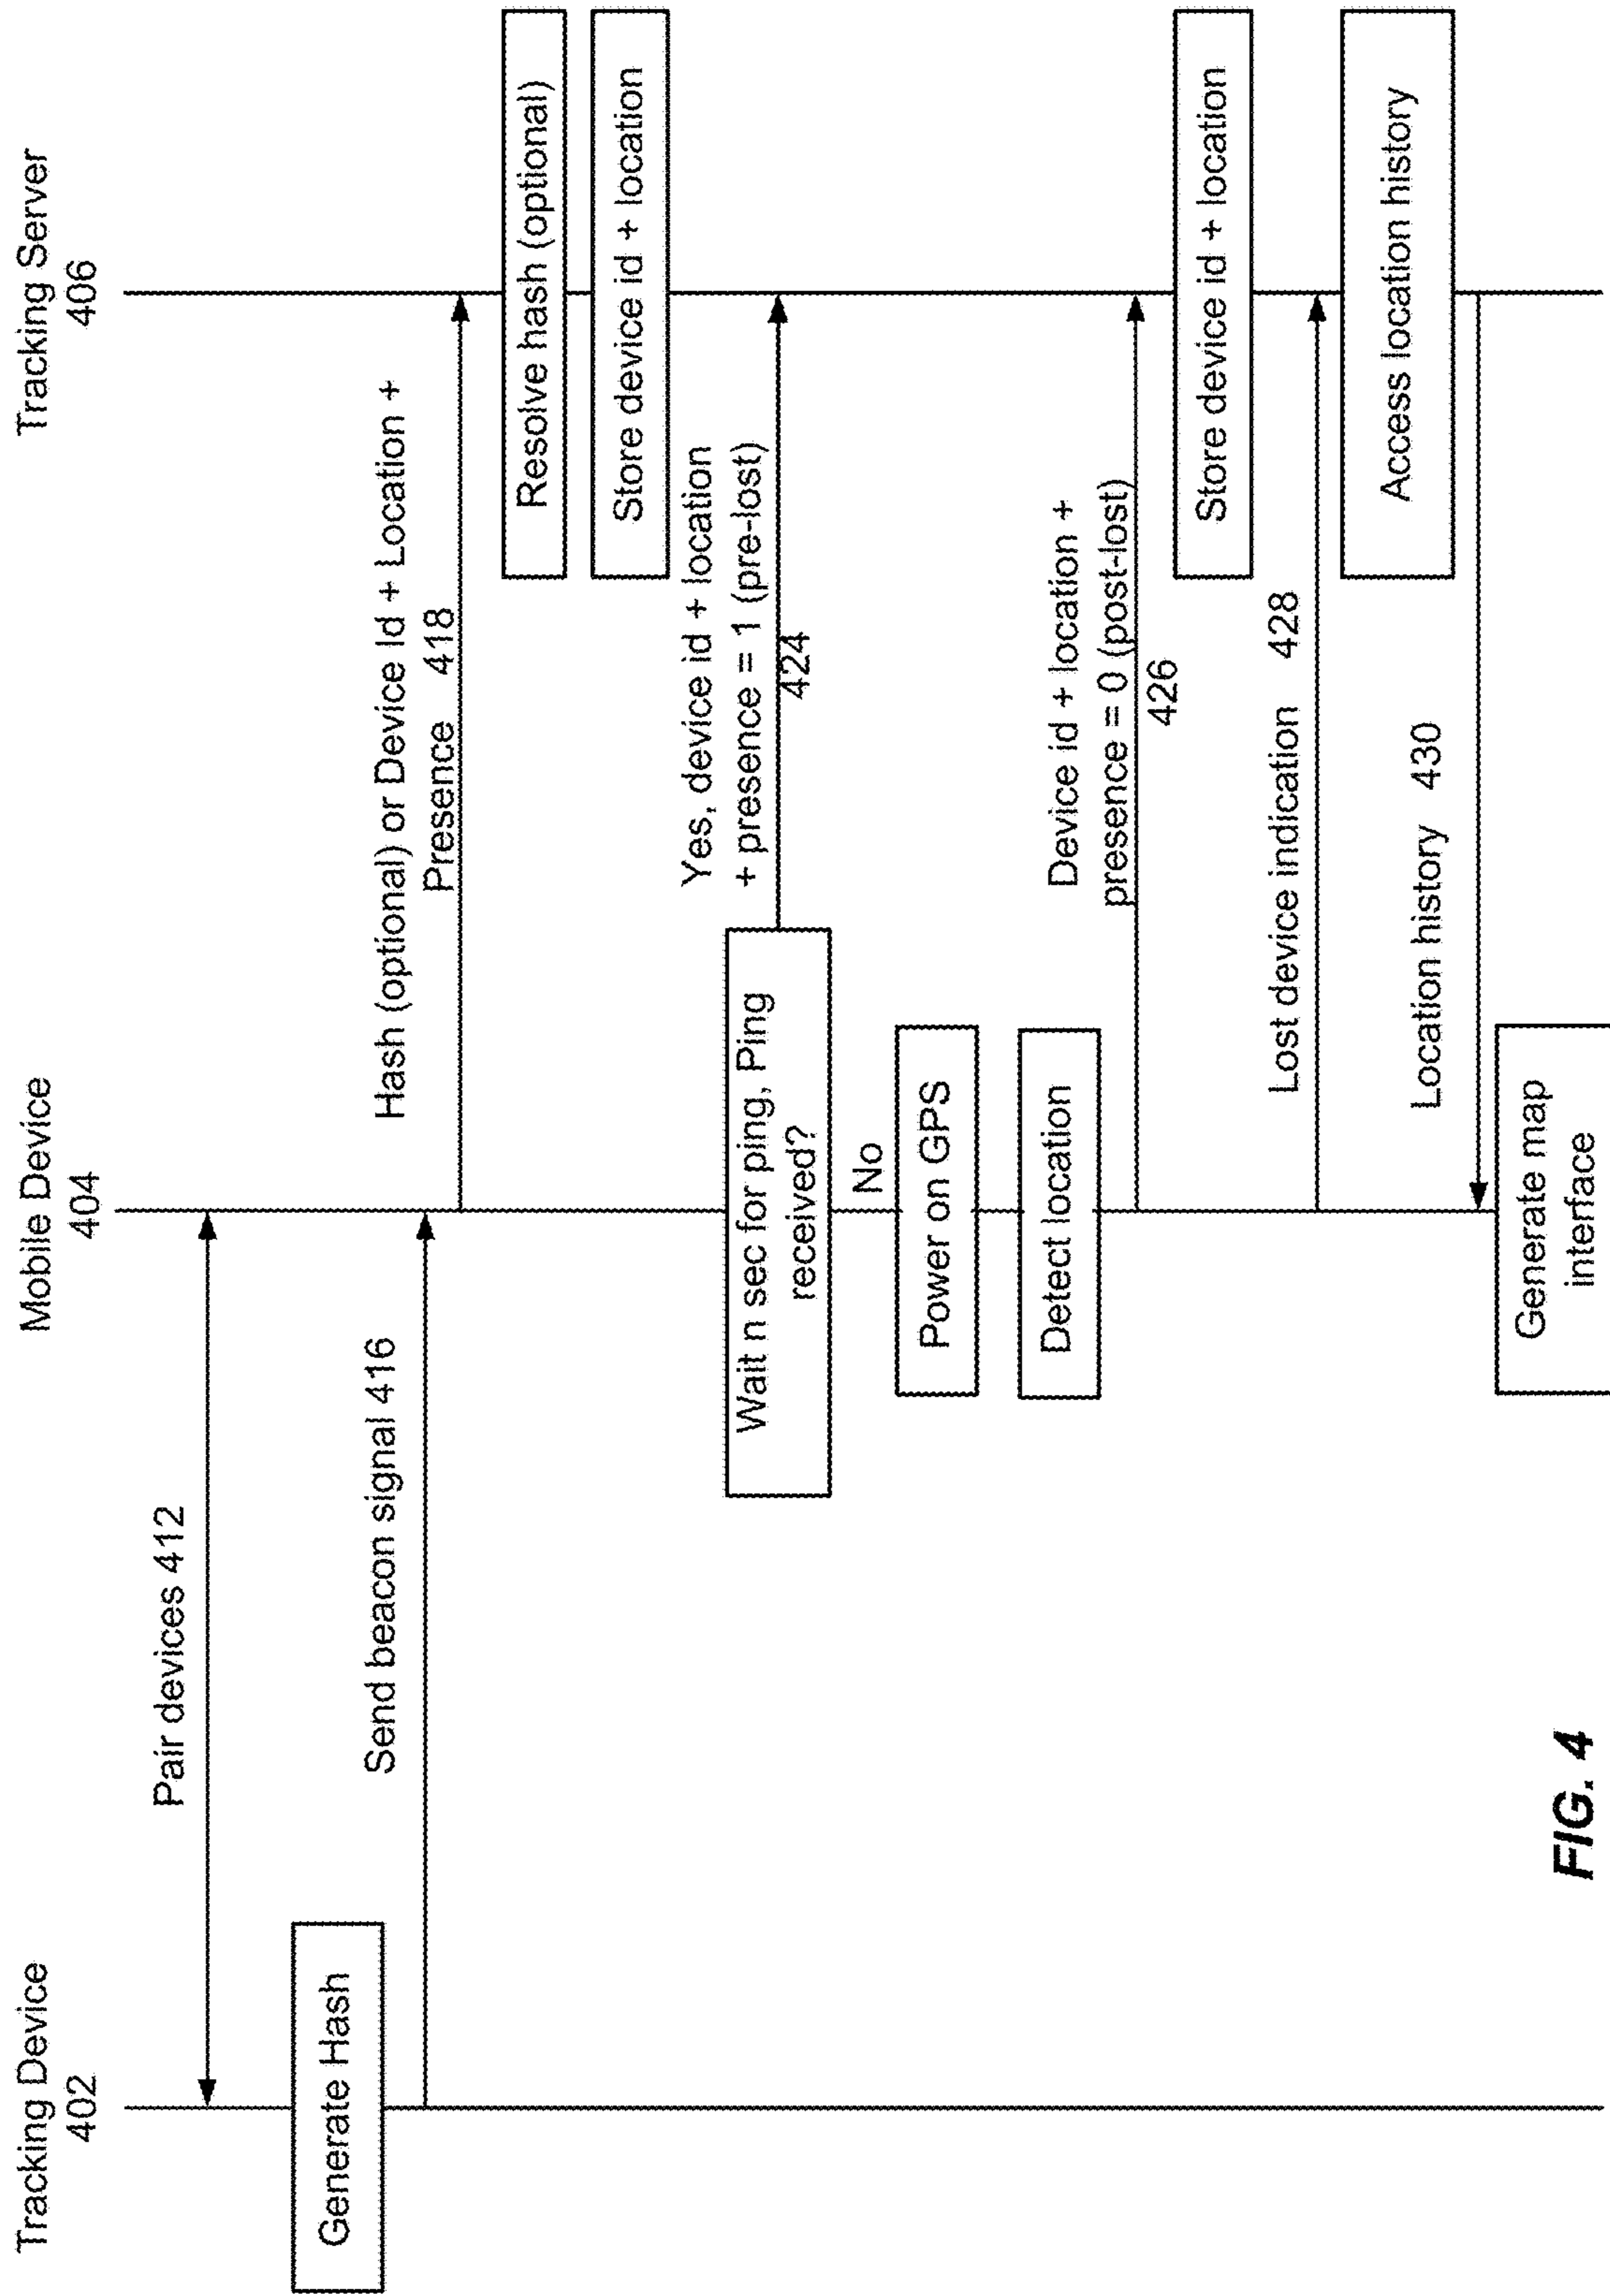 Tracking Device
402
Mobile Device
404
Tracking Server
406
Pair devices 412
Generate Hash
Send beacon signal 416
Hash (optional) or Device Id + Location +
Presence 418
Resolve hash (optional)
Store device id + location
Wait n sec for ping, Ping
received?
Yes, device id + location
+ presence = 1 (pre-lost)
424
No
Power on GPS
Detect location
Device id + location +
presence = 0 (post-lost)
426
Store device id + location
Lost device indication 428
Access location history
Location history 430
Generate map
interface
FIG. 4